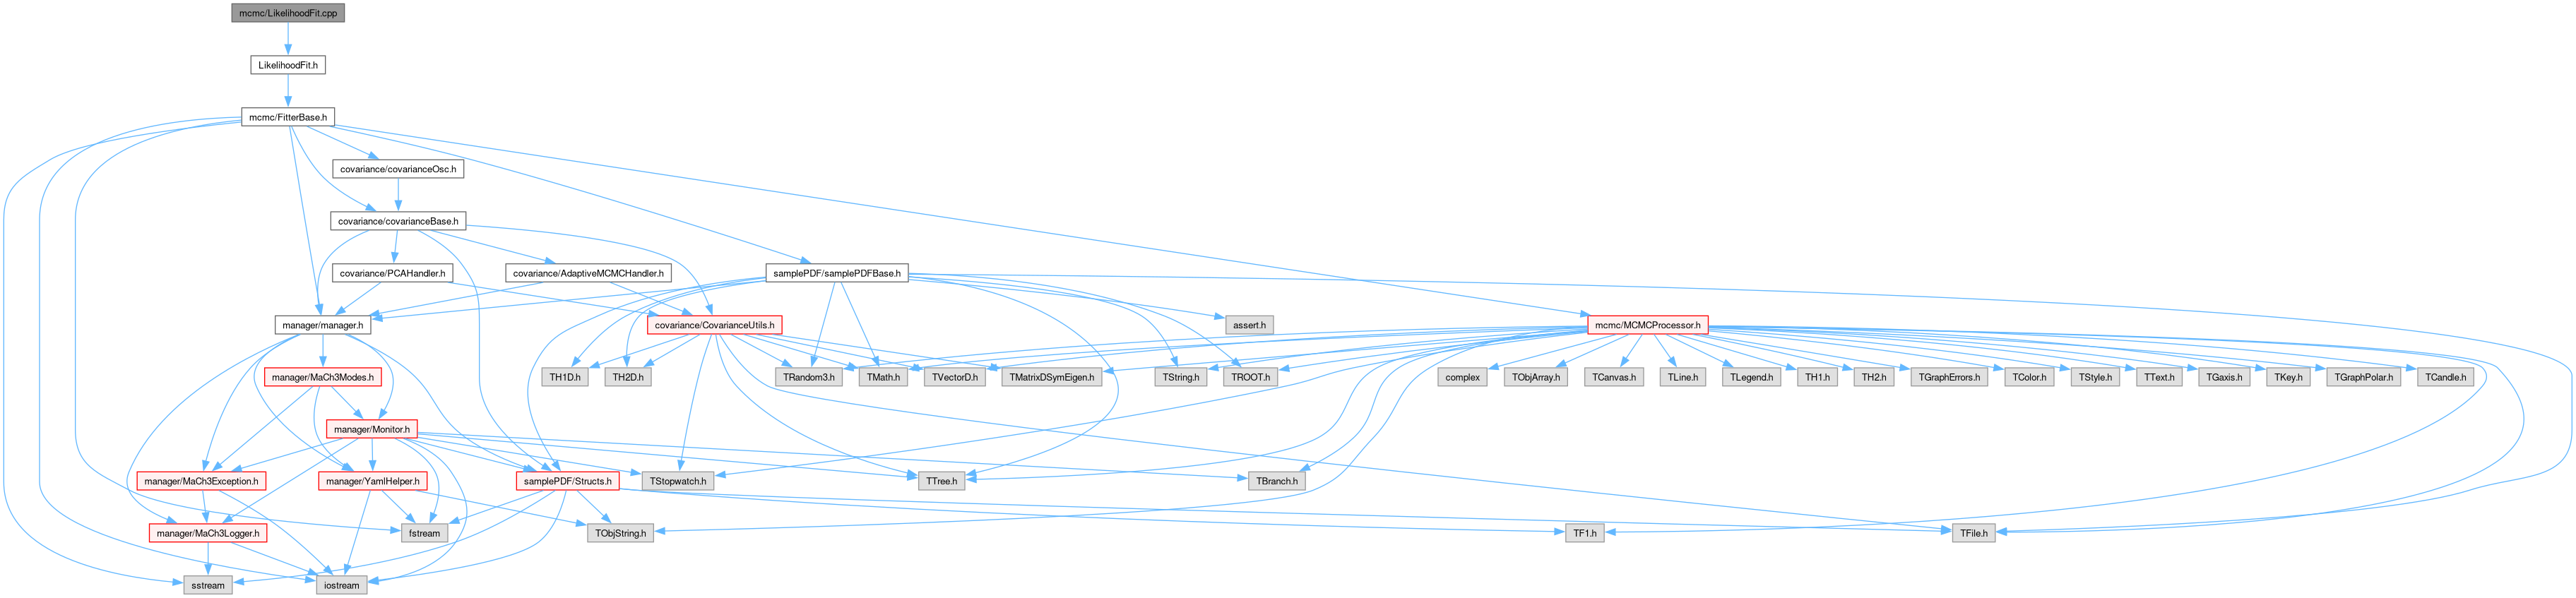 mcmc/LikelihoodFit.cpp
LikelihoodFit.h
mcmc/FitterBase.h
covariance/covarianceOsc.h
covariance/covarianceBase.h
covariance/PCAHandler.h
covariance/AdaptiveMCMCHandler.h
samplePDF/samplePDFBase.h
manager/manager.h
covariance/CovarianceUtils.h
assert.h
mcmc/MCMCProcessor.h
manager/MaCh3Modes.h
TH1D.h
TH2D.h
TRandom3.h
TMath.h
TVectorD.h
TMatrixDSymEigen.h
TString.h
TROOT.h
complex
TObjArray.h
TCanvas.h
TLine.h
TLegend.h
TH1.h
TH2.h
TGraphErrors.h
TColor.h
TStyle.h
TText.h
TGaxis.h
TKey.h
TGraphPolar.h
TCandle.h
manager/Monitor.h
manager/MaCh3Exception.h
manager/YamlHelper.h
samplePDF/Structs.h
TStopwatch.h
TTree.h
TBranch.h
manager/MaCh3Logger.h
fstream
TObjString.h
TF1.h
TFile.h
sstream
iostream